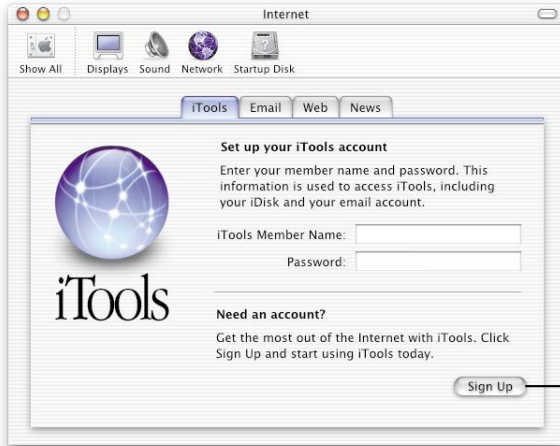 Internet
Show All Displays Sound Network Startup Disk
iTools Email Web News
Set up your iTools account
Enter your member name and password. This
information is used to access iTools, including
your iDisk and your email account.
iTools Member Name:
Password:
iTools
Need an account?
Get the most out of the Internet with iTools. Click
Sign Up and start using iTools today.
Sign Up